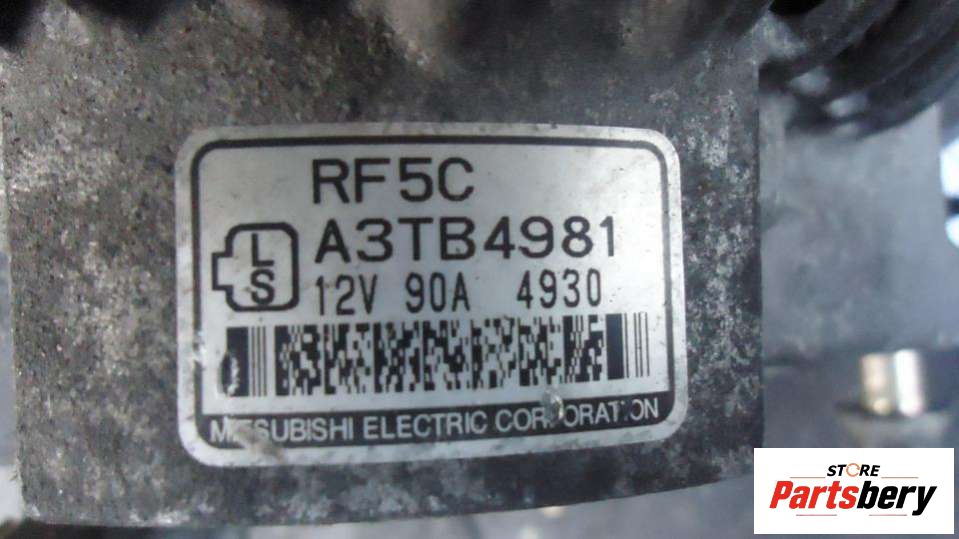 RF5C
A3TB4981
L
S
12V 90A 4930
MITSUBISHI ELECTRIC CORPORATION
STORE
Partsbery